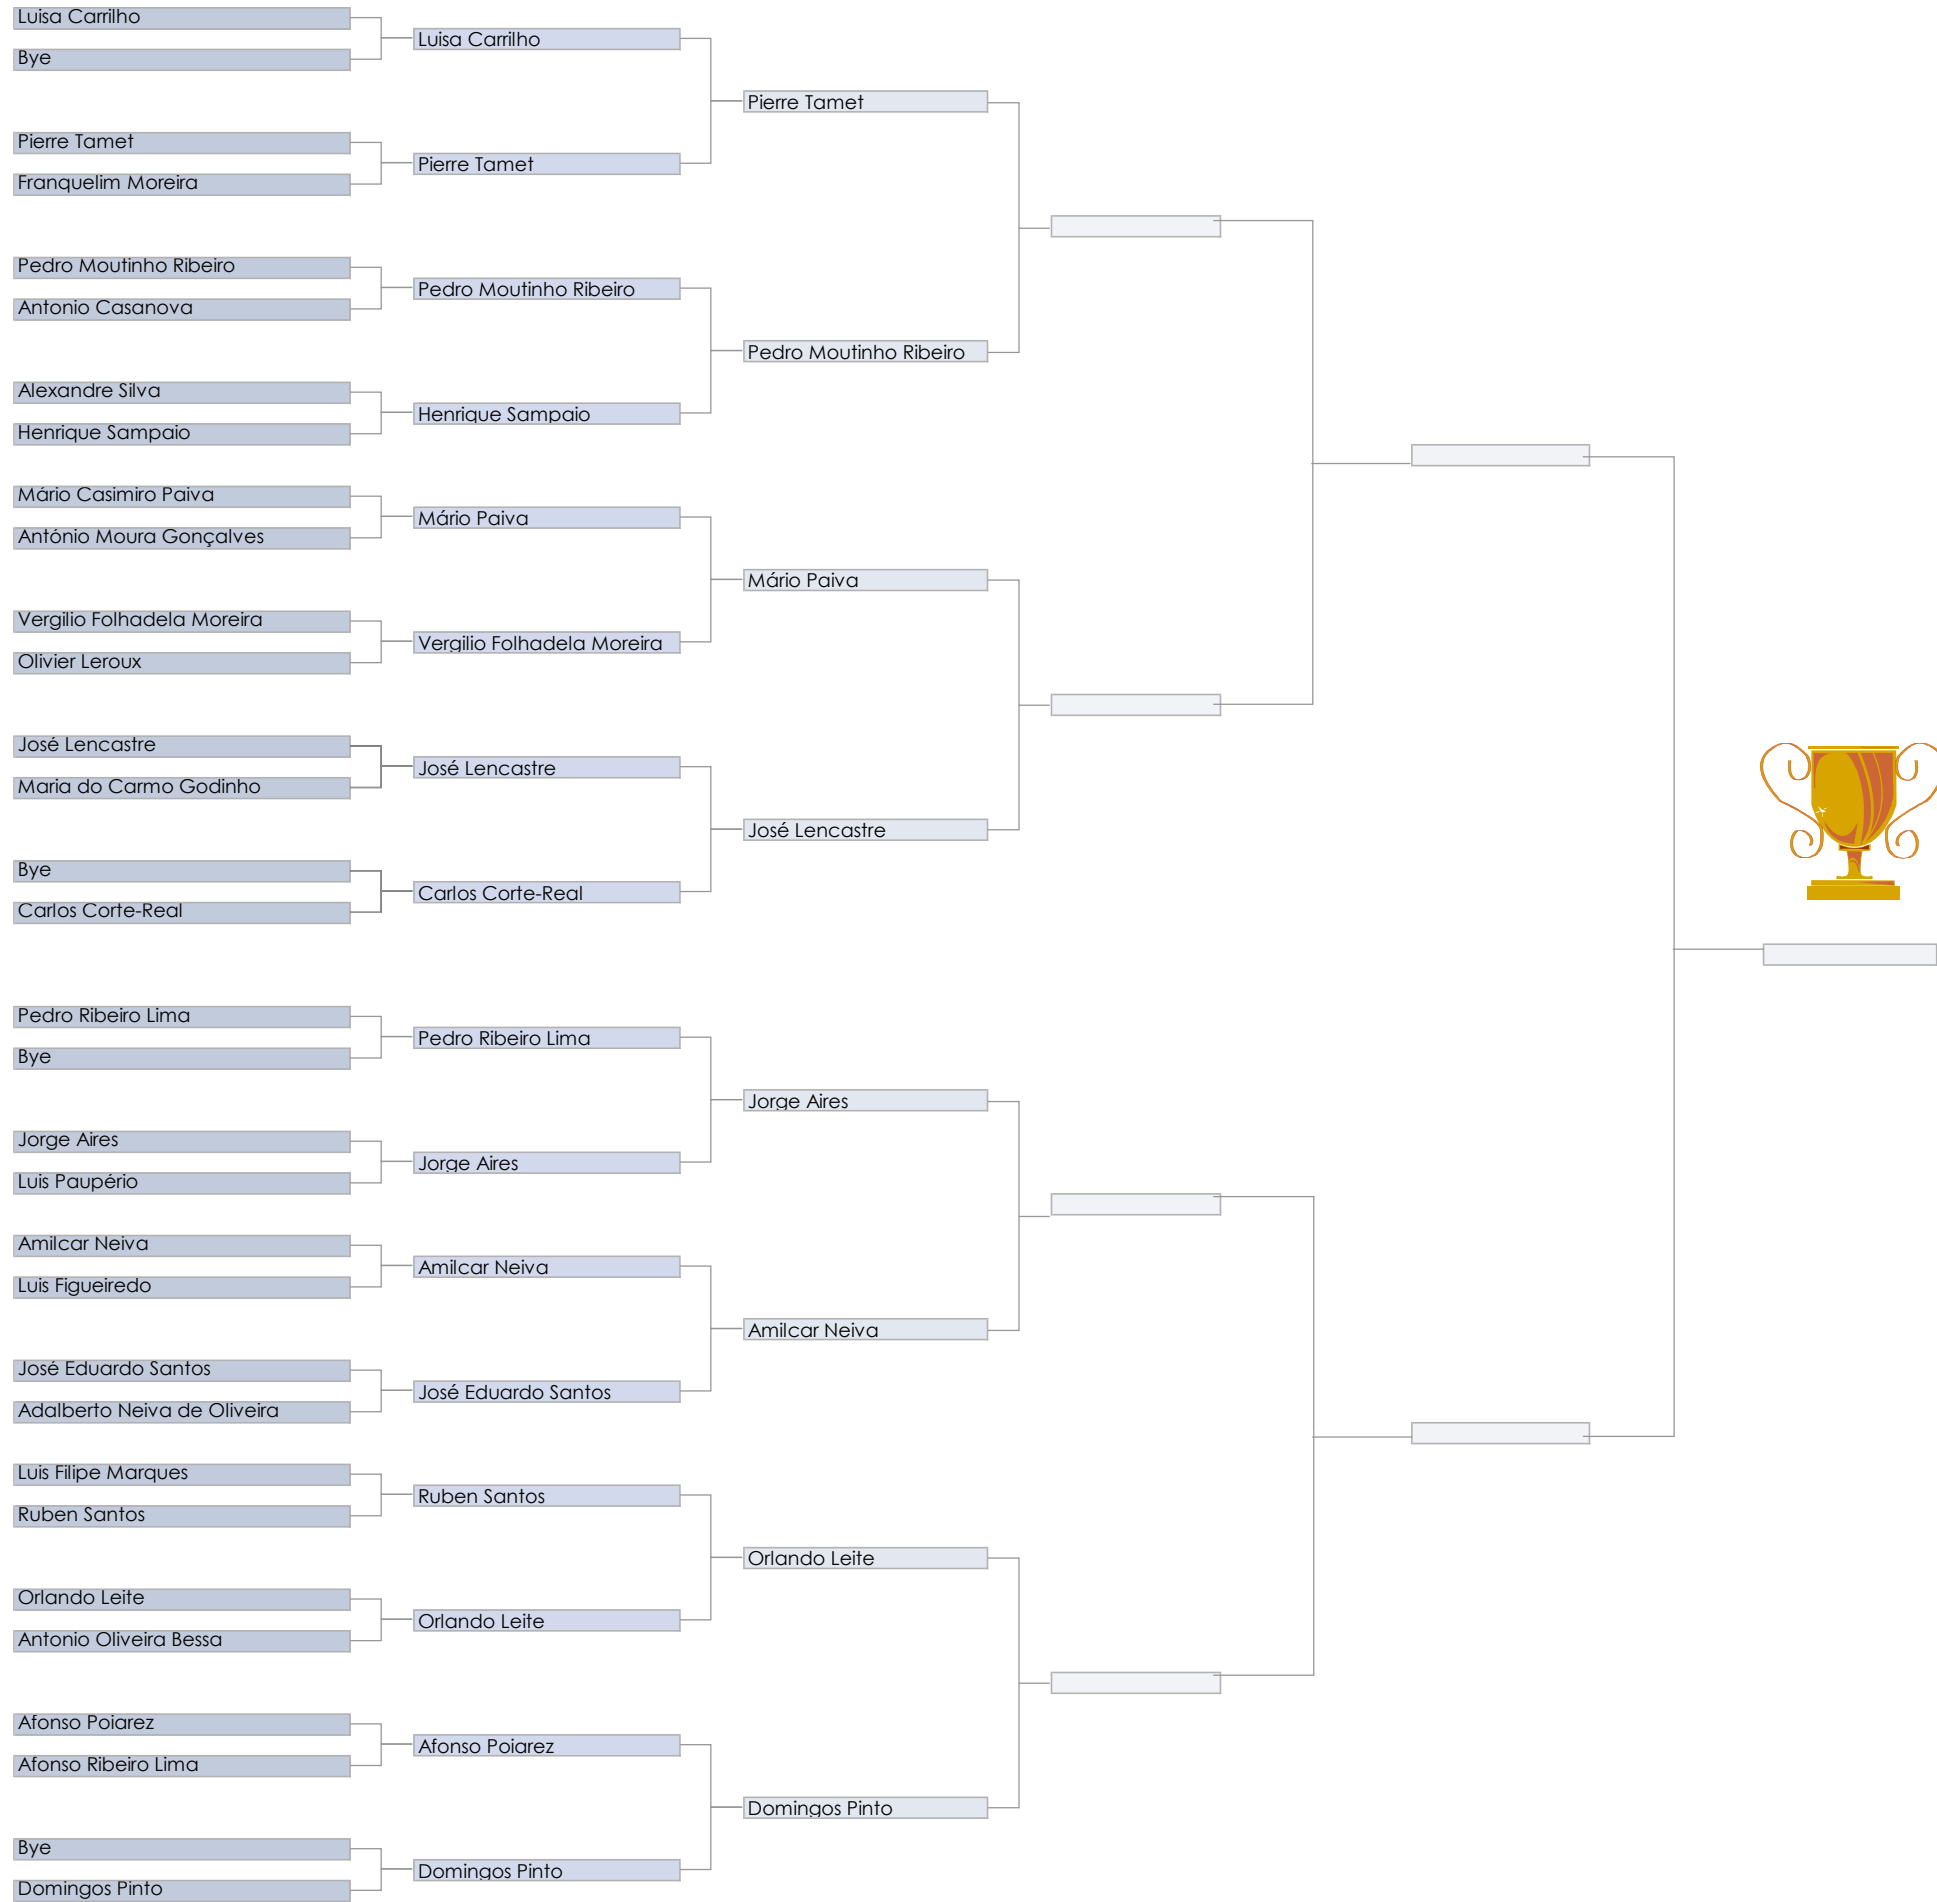 Luisa Carrilho
Bye
Pierre Tamet
Franquelim Moreira
Pedro Moutinho Ribeiro
Antonio Casanova
Alexandre Silva
Henrique Sampaio
Mário Casimiro Paiva
António Moura Gonçalves
Vergilio Folhadela Moreira
Olivier Leroux
José Lencastre
Maria do Carmo Godinho
Bye
Carlos Corte-Real
Pedro Ribeiro Lima
Bye
Jorge Aires
Luis Paupério
Amilcar Neiva
Luis Figueiredo
José Eduardo Santos
Adalberto Neiva de Oliveira
Luis Filipe Marques
Ruben Santos
Orlando Leite
Antonio Oliveira Bessa
Afonso Poiarez
Afonso Ribeiro Lima
Bye
Domingos Pinto
Luisa Carrilho
Pierre Tamet
Pedro Moutinho Ribeiro
Henrique Sampaio
Mário Paiva
Vergilio Folhadela Moreira
José Lencastre
Carlos Corte-Real
Pedro Ribeiro Lima
Jorge Aires
Amilcar Neiva
José Eduardo Santos
Ruben Santos
Orlando Leite
Afonso Poiarez
Domingos Pinto
Pierre Tamet
Pedro Moutinho Ribeiro
Mário Paiva
José Lencastre
Jorge Aires
Amilcar Neiva
Orlando Leite
Domingos Pinto